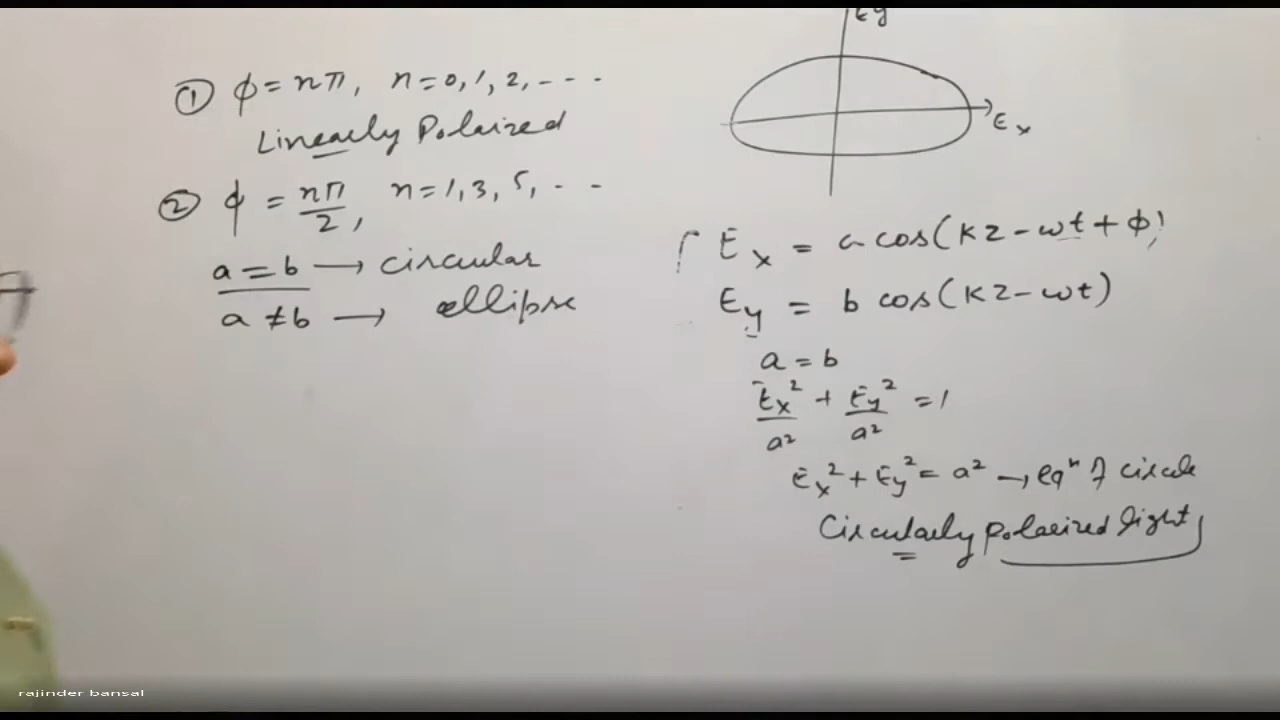 ① ϕ = nπ, n = 0, 1, 2, - - -
Linearly Polaized
② ϕ = nπ/2, n = 1, 3, 5, - - -
a = b → circular
a ≠ b → ellipse
Ey
Ex
Ex = a cos(kz - ωt + ϕ)
Ey = b cos(kz - ωt)
a = b
Ex²/a² + Ey²/a² = 1
Ex² + Ey² = a² → eqⁿ of circle
Circularly polarized light
rajinder bansal